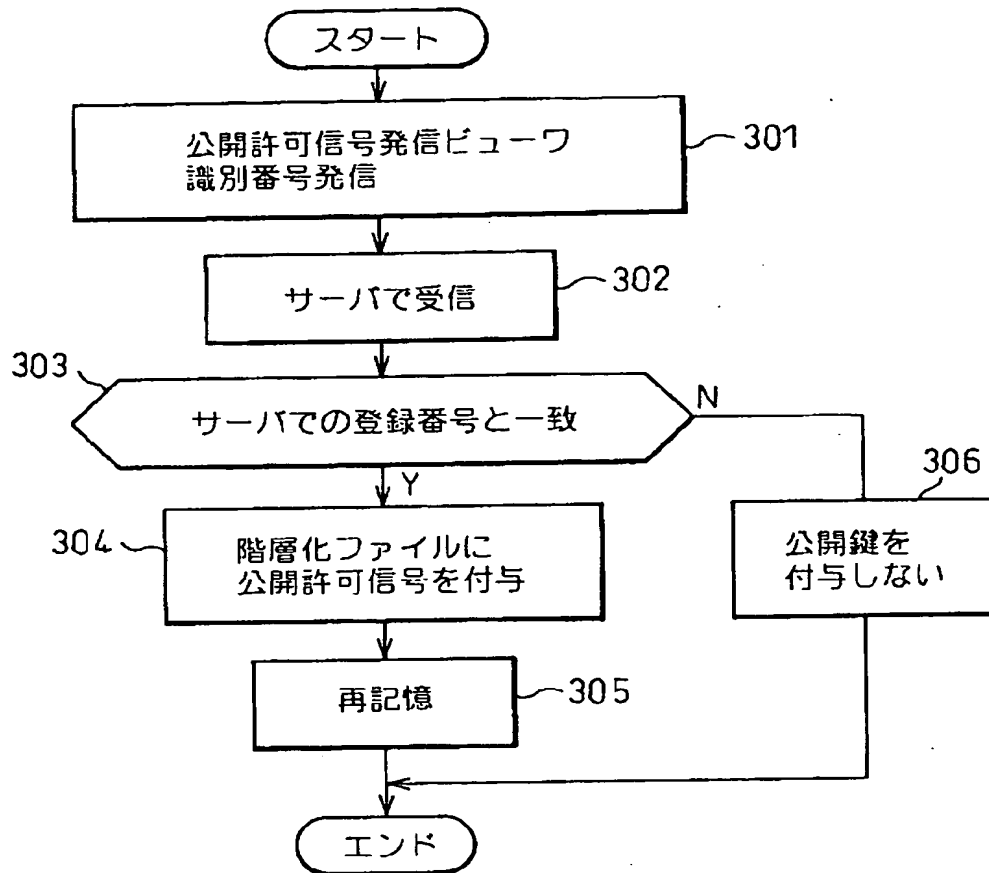 スタート
公開許可信号発信ビューワ
識別番号発信
301
サーバで受信
302
303
サーバでの登録番号と一致
N
Y
306
304
階層化ファイルに
公開許可信号を付与
公開鍵を
付与しない
再記憶
305
エンド